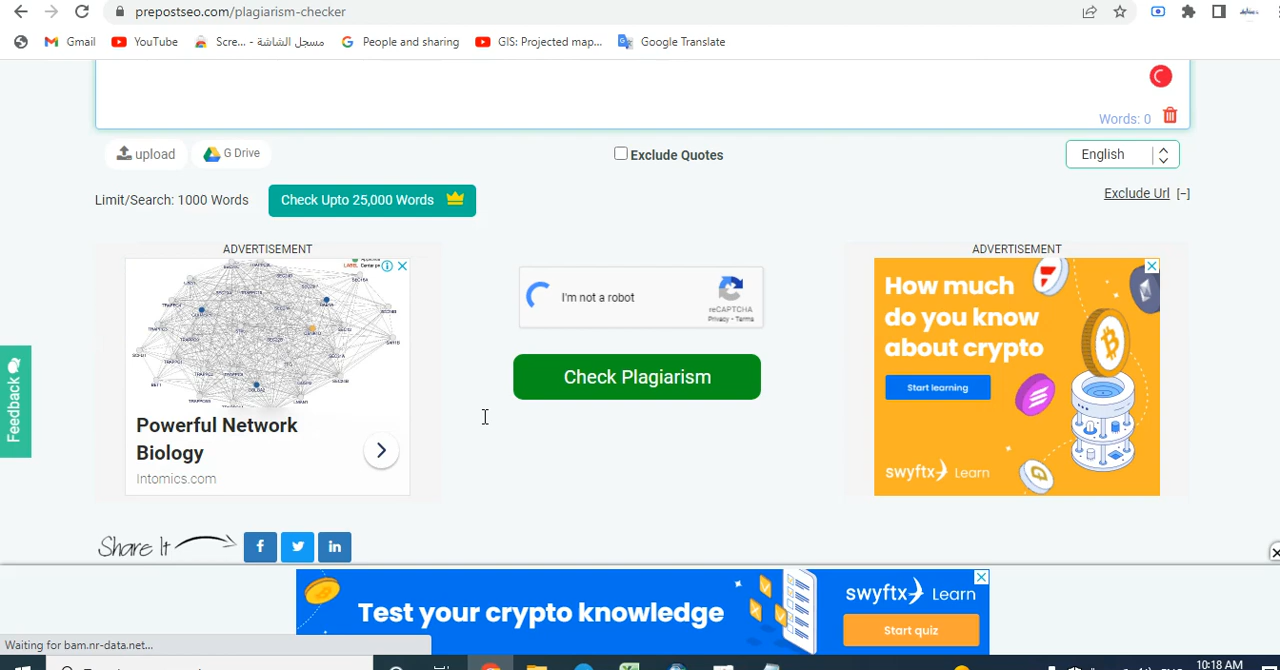 prepostseo.com/plagiarism-checker
Gmail
YouTube
Scre... - مسجل الشاشة
People and sharing
GIS: Projected map...
Google Translate
Words: 0
upload
G Drive
Exclude Quotes
English
Limit/Search: 1000 Words
Check Upto 25,000 Words
Exclude Url [-]
ADVERTISEMENT
Powerful Network
Biology
Intomics.com
I'm not a robot
reCAPTCHA
Privacy - Terms
Check Plagiarism
ADVERTISEMENT
How much
do you know
about crypto
Start learning
swyftx Learn
Feedback
Share It
Test your crypto knowledge
swyftx Learn
Start quiz
Waiting for bam.nr-data.net...
10:18 AM